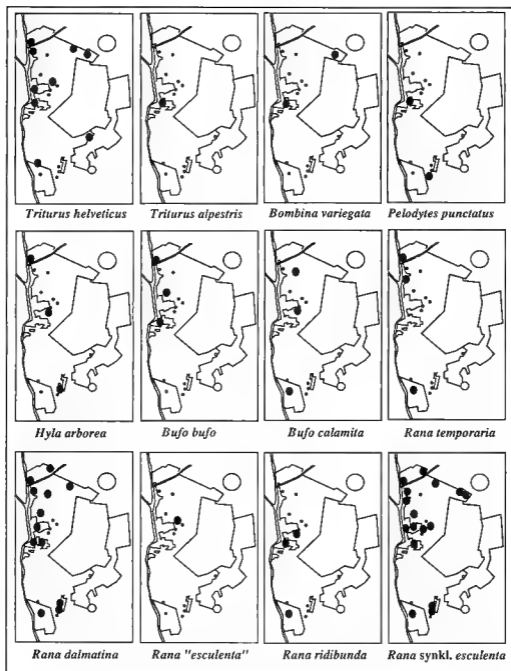 Triturus helveticus Triturus alpestris Bombina variegata Pelodytes punctatus
Hyla arborea Bufo bufo Bufo calamita Rana temporaria
Rana dalmatina Rana "esculenta" Rana ridibunda Rana synkl. esculenta